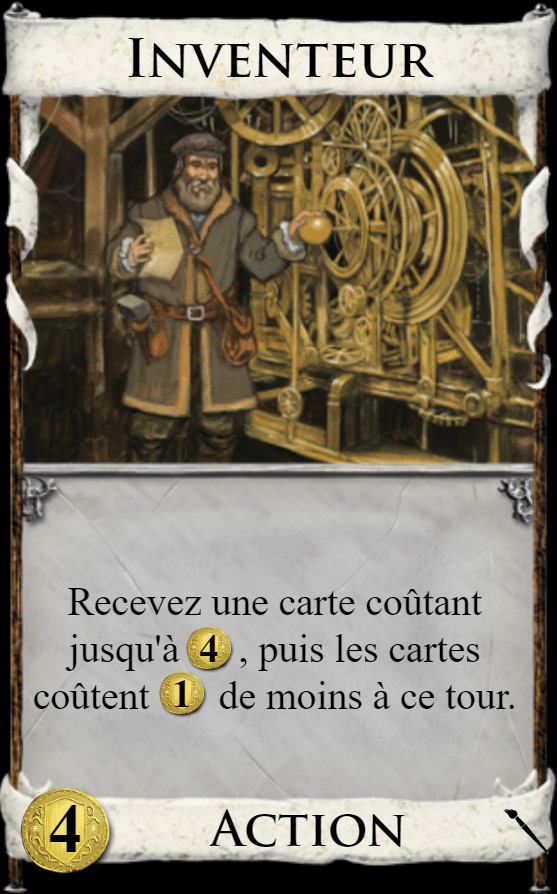 Inventeur
Recevez une carte coûtant
jusqu'à 4 , puis les cartes
coûtent 1 de moins à ce tour.
4 Action